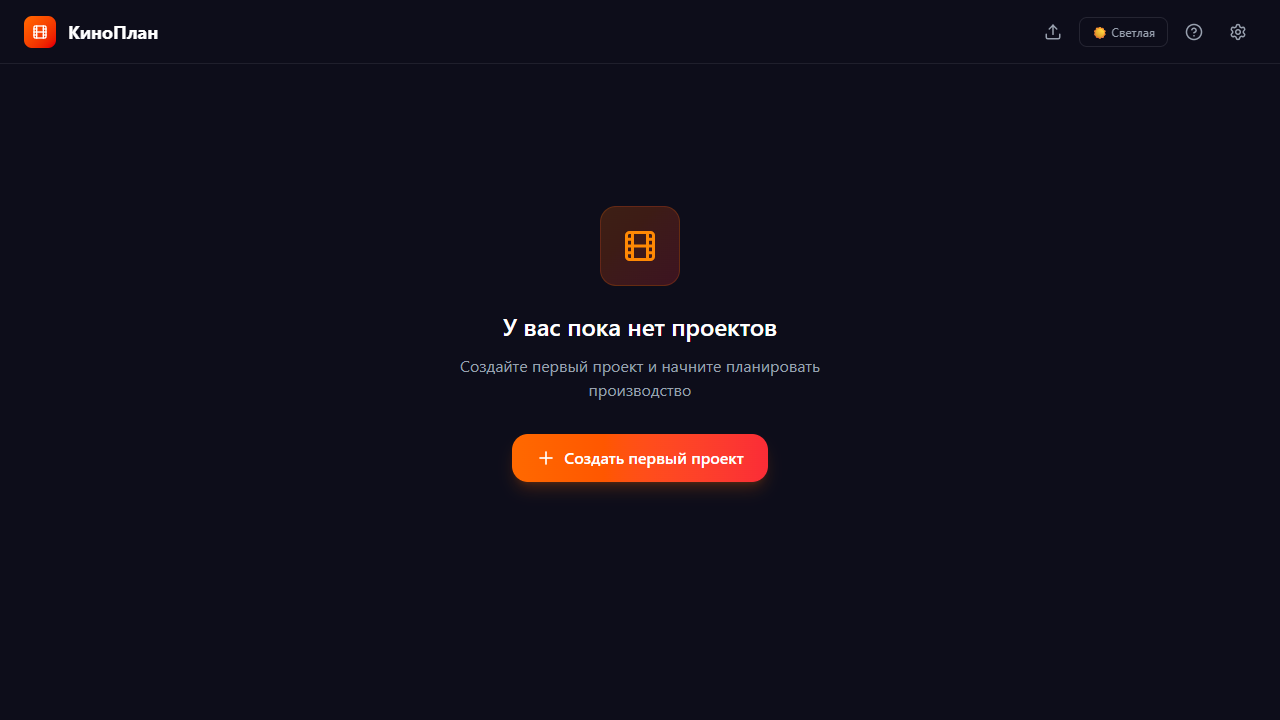 КиноПлан
Светлая
У вас пока нет проектов
Создайте первый проект и начните планировать
производство
Создать первый проект